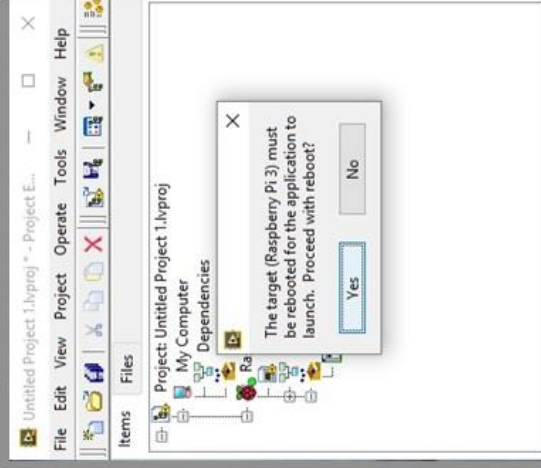 Untitled Project 1.lvproj * - Project E...
File Edit View Project Operate Tools Window Help
Items Files
Project: Untitled Project 1.lvproj
My Computer
Dependencies
Ra
The target (Raspberry Pi 3) must
be rebooted for the application to
launch. Proceed with reboot?
Yes No